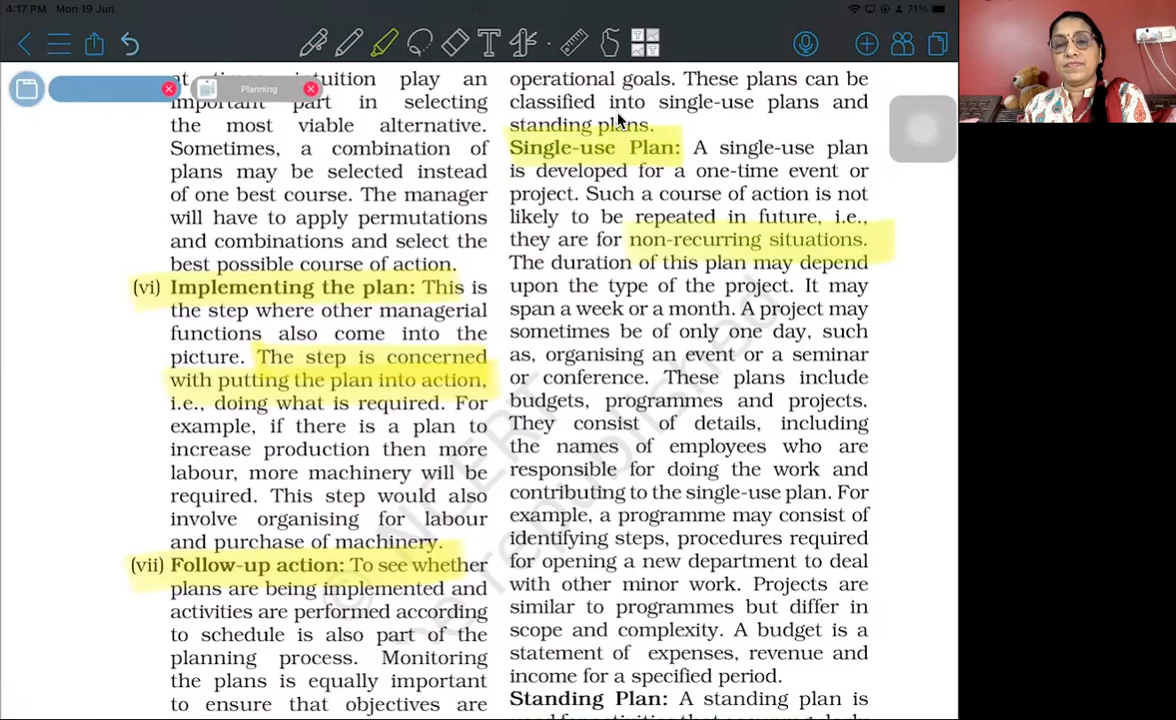 4:17 PM Mon 19 Jun
71%
Planning
at times intuition play an
important part in selecting
the most viable alternative.
Sometimes, a combination of
plans may be selected instead
of one best course. The manager
will have to apply permutations
and combinations and select the
best possible course of action.
(vi) Implementing the plan: This is
the step where other managerial
functions also come into the
picture. The step is concerned
with putting the plan into action,
i.e., doing what is required. For
example, if there is a plan to
increase production then more
labour, more machinery will be
required. This step would also
involve organising for labour
and purchase of machinery.
(vii) Follow-up action: To see whether
plans are being implemented and
activities are performed according
to schedule is also part of the
planning process. Monitoring
the plans is equally important
to ensure that objectives are
operational goals. These plans can be
classified into single-use plans and
standing plans.
Single-use Plan: A single-use plan
is developed for a one-time event or
project. Such a course of action is not
likely to be repeated in future, i.e.,
they are for non-recurring situations.
The duration of this plan may depend
upon the type of the project. It may
span a week or a month. A project may
sometimes be of only one day, such
as, organising an event or a seminar
or conference. These plans include
budgets, programmes and projects.
They consist of details, including
the names of employees who are
responsible for doing the work and
contributing to the single-use plan. For
example, a programme may consist of
identifying steps, procedures required
for opening a new department to deal
with other minor work. Projects are
similar to programmes but differ in
scope and complexity. A budget is a
statement of expenses, revenue and
income for a specified period.
Standing Plan: A standing plan is
© NCERT
be republished